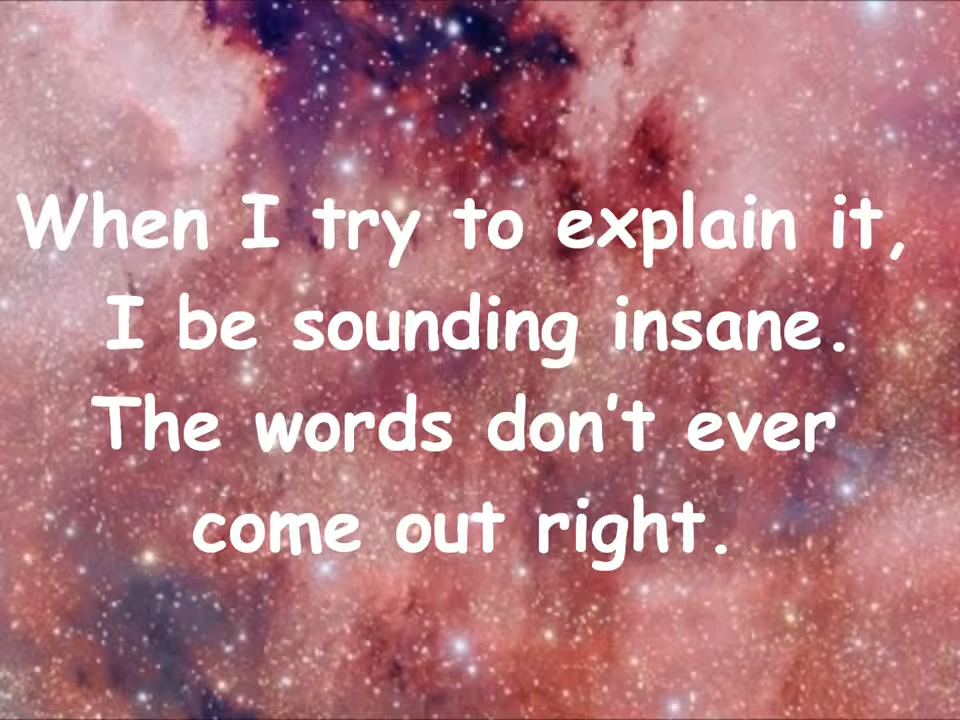 When I try to explain it,
I be sounding insane.
The words don’t ever
come out right.